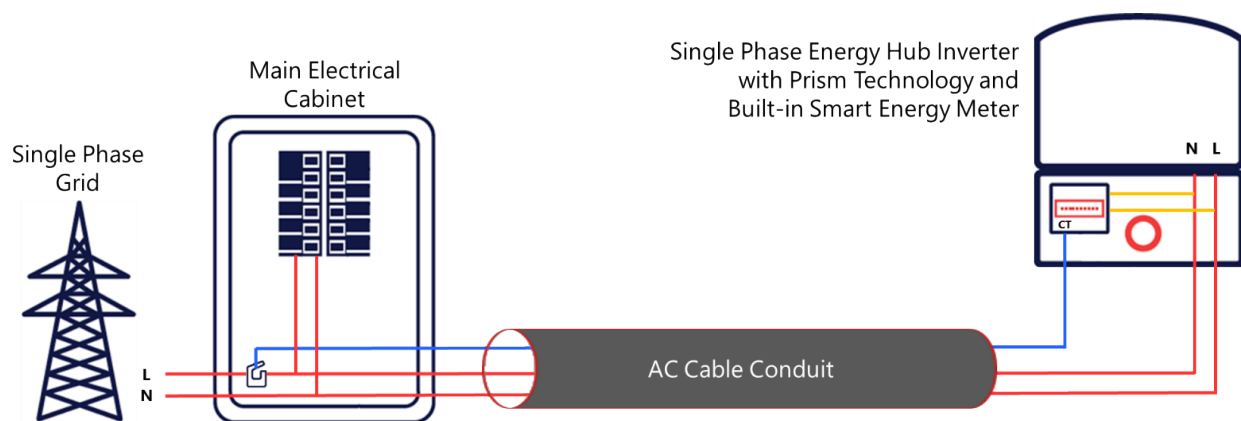 Single Phase Energy Hub Inverter
with Prism Technology and
Built-in Smart Energy Meter
Main Electrical
Cabinet
Single Phase
Grid
N L
CT
AC Cable Conduit
L
N